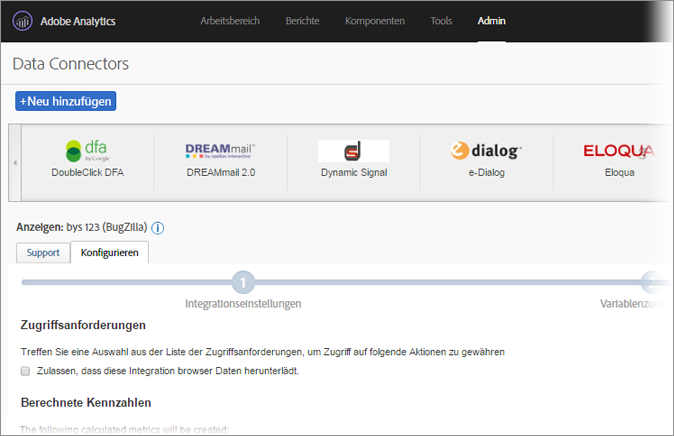 Adobe Analytics Arbeitsbereich Berichte Komponenten Tools Admin
Data Connectors
+Neu hinzufügen
dfa by Google DREAMmail™ by epsilon interactive d e dialog® ELOQUA
DoubleClick DFA DREAMmail 2.0 Dynamic Signal e-Dialog Eloqua
Anzeigen: bys 123 (BugZilla) i
Support Konfigurieren
1
Integrationseinstellungen
Zugriffsanforderungen
Treffen Sie eine Auswahl aus der Liste der Zugriffsanforderungen, um Zugriff auf folgende Aktionen zu gewähren
Zulassen, dass diese Integration browser Daten herunterlädt.
Berechnete Kennzahlen
The following calculated metrics will be created: